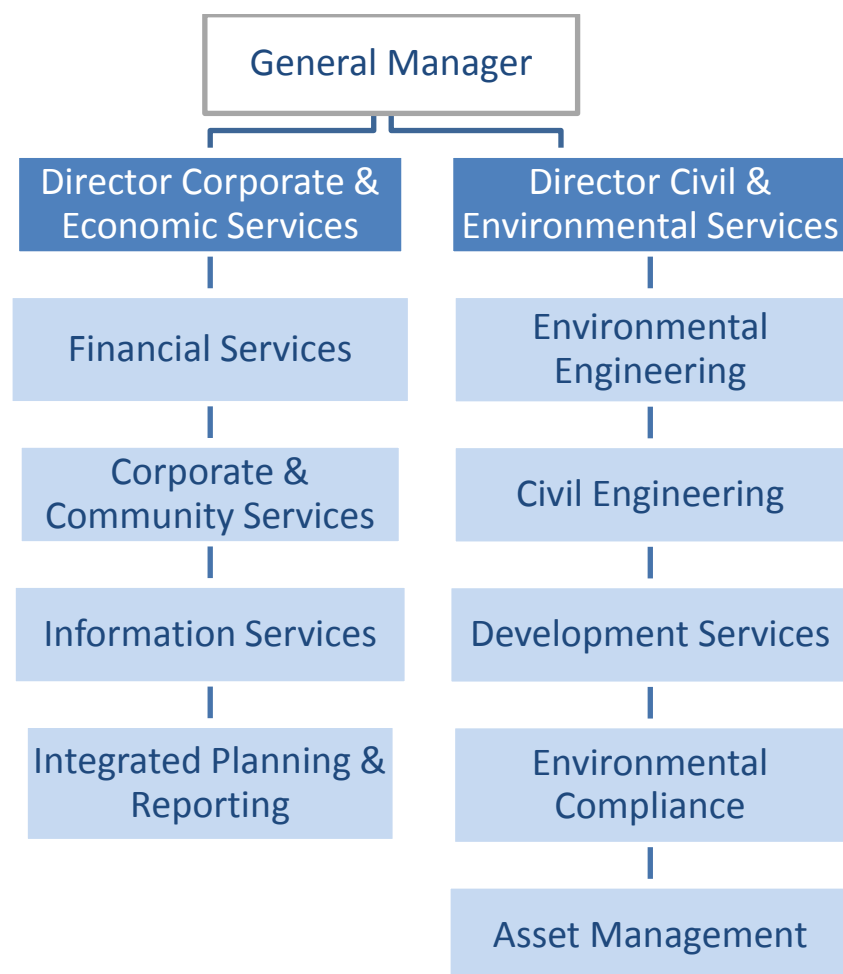 General Manager
Director Corporate &
Economic Services
Director Civil &
Environmental Services
Financial Services
Corporate &
Community Services
Information Services
Integrated Planning &
Reporting
Environmental
Engineering
Civil Engineering
Development Services
Environmental
Compliance
Asset Management